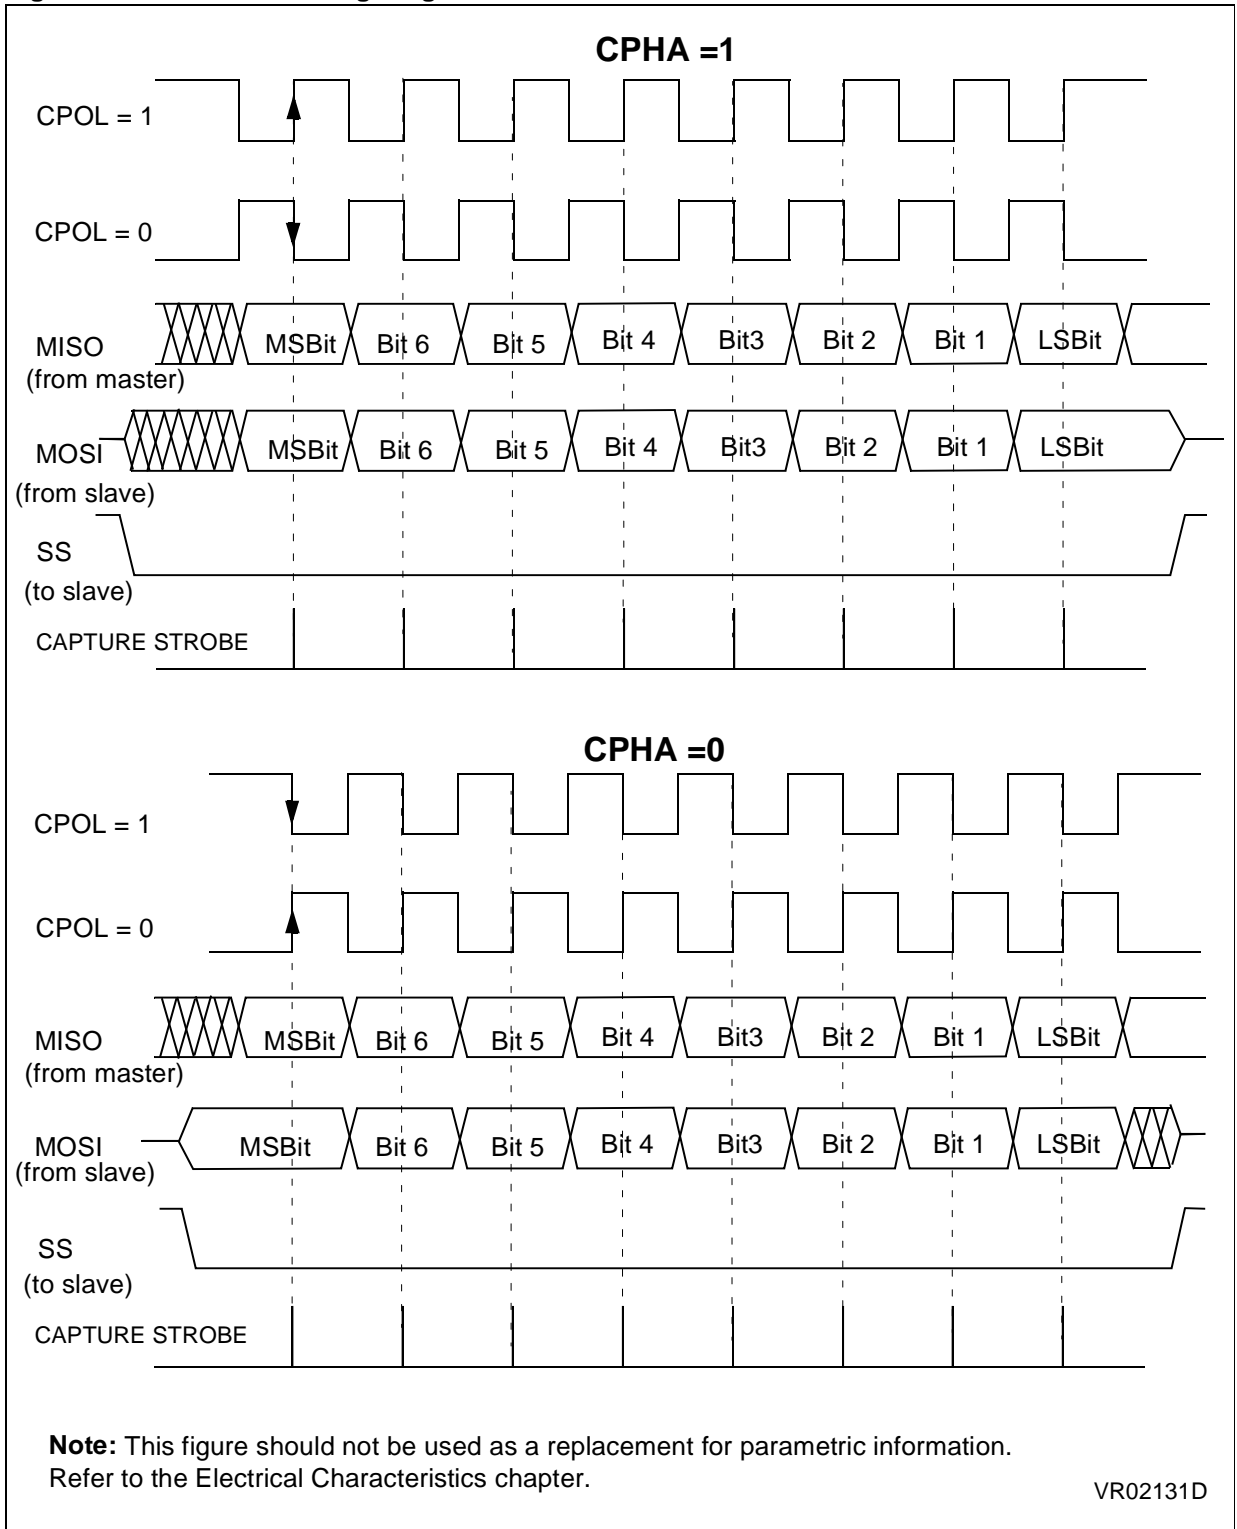 CPHA =1
CPOL = 1
CPOL = 0
MISO
(from master)
MSBit Bit 6 Bit 5 Bit 4 Bit3 Bit 2 Bit 1 LSBit
MOSI
(from slave)
MSBit Bit 6 Bit 5 Bit 4 Bit3 Bit 2 Bit 1 LSBit
SS
(to slave)
CAPTURE STROBE
CPHA =0
CPOL = 1
CPOL = 0
MISO
(from master)
MSBit Bit 6 Bit 5 Bit 4 Bit3 Bit 2 Bit 1 LSBit
MOSI
(from slave)
MSBit Bit 6 Bit 5 Bit 4 Bit3 Bit 2 Bit 1 LSBit
SS
(to slave)
CAPTURE STROBE
Note: This figure should not be used as a replacement for parametric information.
Refer to the Electrical Characteristics chapter.
VR02131D